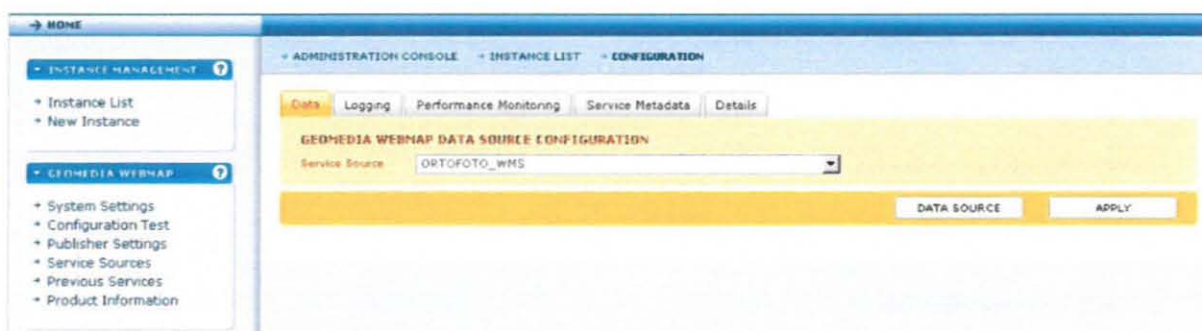 → HOME
▾ INSTANCE MANAGEMENT ?
→ Instance List
→ New Instance
▾ GEOMEDIA WEBMAP ?
→ System Settings
→ Configuration Test
→ Publisher Settings
→ Service Sources
→ Previous Services
→ Product Information
→ ADMINISTRATION CONSOLE → INSTANCE LIST → CONFIGURATION
Data Logging Performance Monitoring Service Metadata Details
GEOMEDIA WEBMAP DATA SOURCE CONFIGURATION
Service Source ORTOFOTO_WMS
DATA SOURCE APPLY